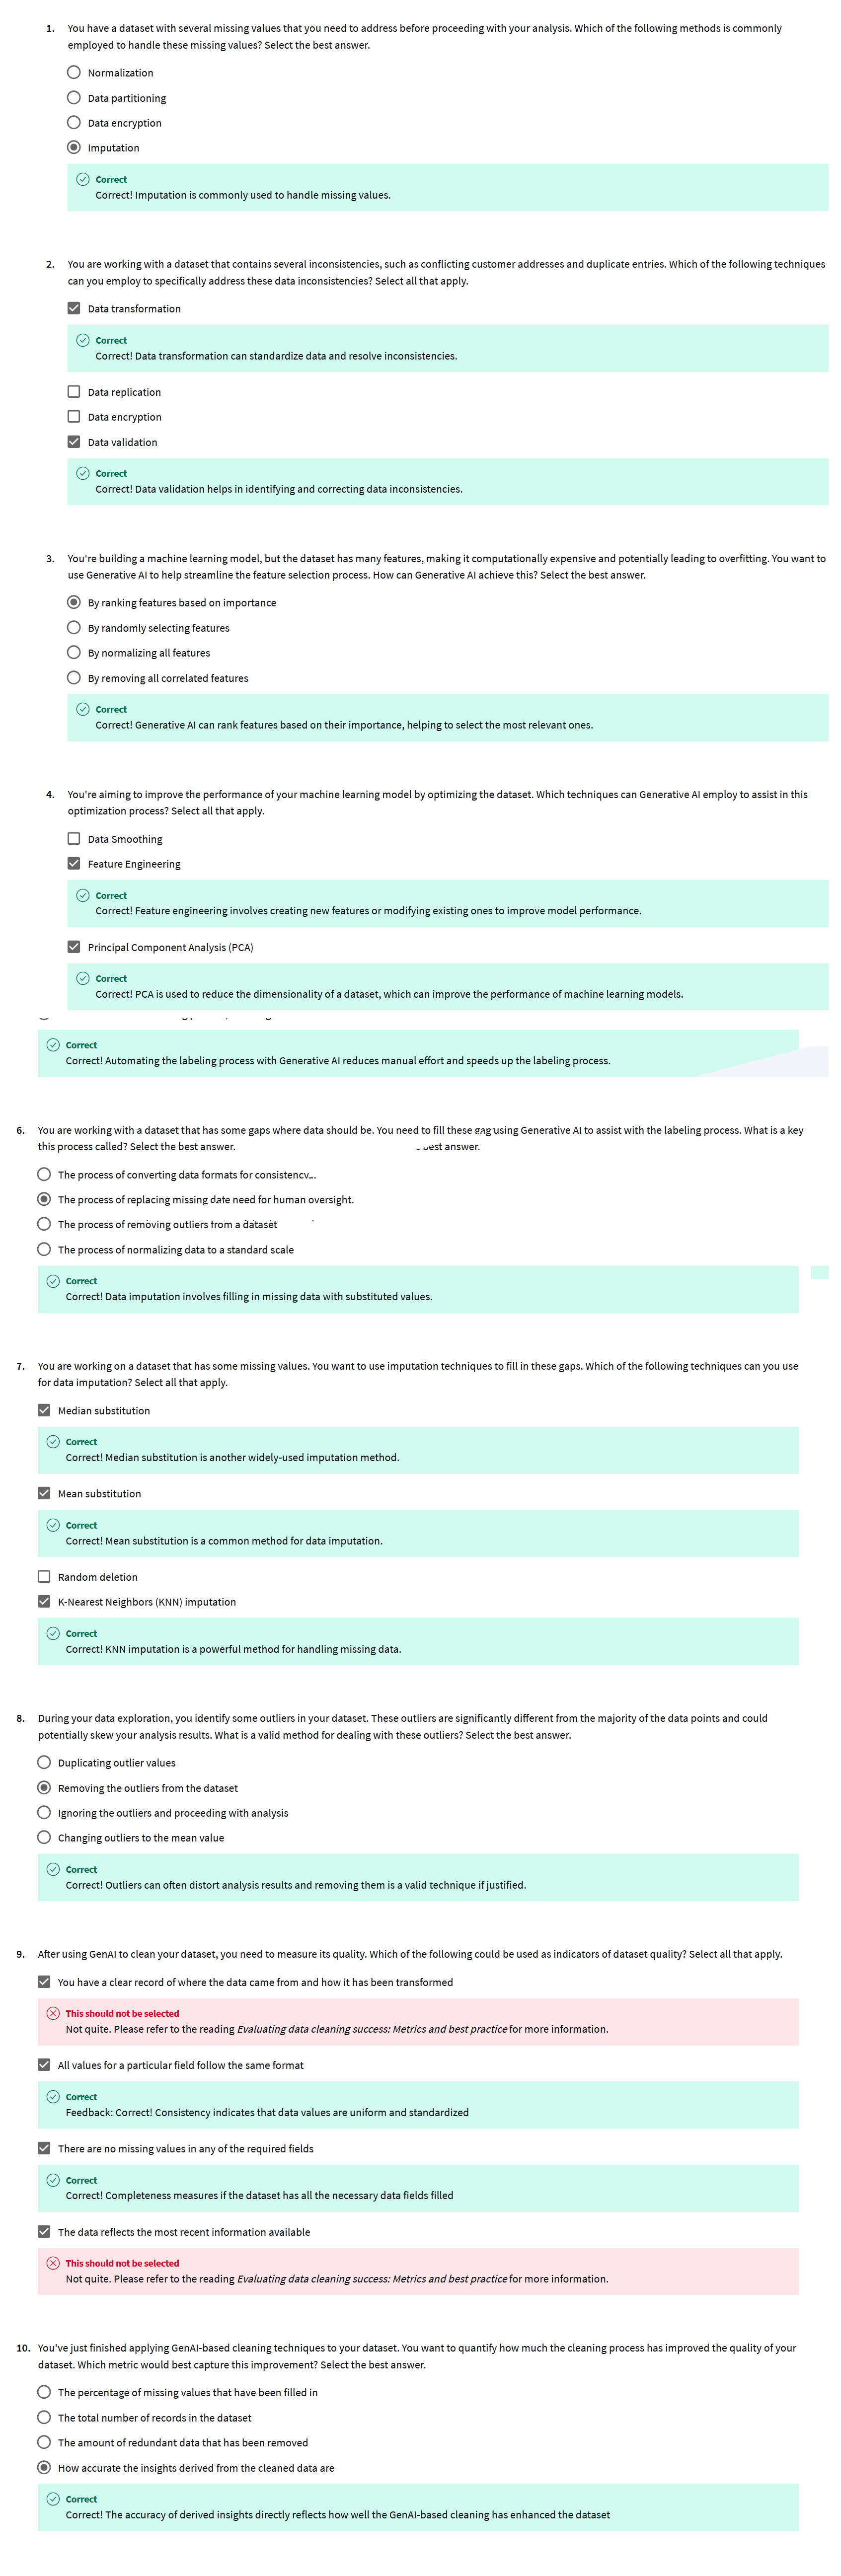 1. You have a dataset with several missing values that you need to address before proceeding with your analysis. Which of the following methods is commonly
employed to handle these missing values? Select the best answer.
Normalization
Data partitioning
Data encryption
Imputation
Correct
Correct! Imputation is commonly used to handle missing values.
2. You are working with a dataset that contains several inconsistencies, such as conflicting customer addresses and duplicate entries. Which of the following techniques
can you employ to specifically address these data inconsistencies? Select all that apply.
Data transformation
Correct
Correct! Data transformation can standardize data and resolve inconsistencies.
Data replication
Data encryption
Data validation
Correct
Correct! Data validation helps in identifying and correcting data inconsistencies.
3. You're building a machine learning model, but the dataset has many features, making it computationally expensive and potentially leading to overfitting. You want to
use Generative AI to help streamline the feature selection process. How can Generative AI achieve this? Select the best answer.
By ranking features based on importance
By randomly selecting features
By normalizing all features
By removing all correlated features
Correct
Correct! Generative AI can rank features based on their importance, helping to select the most relevant ones.
4. You're aiming to improve the performance of your machine learning model by optimizing the dataset. Which techniques can Generative AI employ to assist in this
optimization process? Select all that apply.
Data Smoothing
Feature Engineering
Correct
Correct! Feature engineering involves creating new features or modifying existing ones to improve model performance.
Principal Component Analysis (PCA)
Correct
Correct! PCA is used to reduce the dimensionality of a dataset, which can improve the performance of machine learning models.
Correct
Correct! Automating the labeling process with Generative AI reduces manual effort and speeds up the labeling process.
6. You are working with a dataset that has some gaps where data should be. You need to fill these using Generative AI to assist with the labeling process. What is a key
this process called? Select the best answer. best answer.
The process of converting data formats for consistency
The process of replacing missing date need for human oversight.
The process of removing outliers from a dataset
The process of normalizing data to a standard scale
Correct
Correct! Data imputation involves filling in missing data with substituted values.
7. You are working on a dataset that has some missing values. You want to use imputation techniques to fill in these gaps. Which of the following techniques can you use
for data imputation? Select all that apply.
Median substitution
Correct
Correct! Median substitution is another widely-used imputation method.
Mean substitution
Correct
Correct! Mean substitution is a common method for data imputation.
Random deletion
K-Nearest Neighbors (KNN) imputation
Correct
Correct! KNN imputation is a powerful method for handling missing data.
8. During your data exploration, you identify some outliers in your dataset. These outliers are significantly different from the majority of the data points and could
potentially skew your analysis results. What is a valid method for dealing with these outliers? Select the best answer.
Duplicating outlier values
Removing the outliers from the dataset
Ignoring the outliers and proceeding with analysis
Changing outliers to the mean value
Correct
Correct! Outliers can often distort analysis results and removing them is a valid technique if justified.
9. After using GenAI to clean your dataset, you need to measure its quality. Which of the following could be used as indicators of dataset quality? Select all that apply.
You have a clear record of where the data came from and how it has been transformed
This should not be selected
Not quite. Please refer to the reading Evaluating data cleaning success: Metrics and best practice for more information.
All values for a particular field follow the same format
Correct
Feedback: Correct! Consistency indicates that data values are uniform and standardized
There are no missing values in any of the required fields
Correct
Correct! Completeness measures if the dataset has all the necessary data fields filled
The data reflects the most recent information available
This should not be selected
Not quite. Please refer to the reading Evaluating data cleaning success: Metrics and best practice for more information.
10. You've just finished applying GenAI-based cleaning techniques to your dataset. You want to quantify how much the cleaning process has improved the quality of your
dataset. Which metric would best capture this improvement? Select the best answer.
The percentage of missing values that have been filled in
The total number of records in the dataset
The amount of redundant data that has been removed
How accurate the insights derived from the cleaned data are
Correct
Correct! The accuracy of derived insights directly reflects how well the GenAI-based cleaning has enhanced the dataset